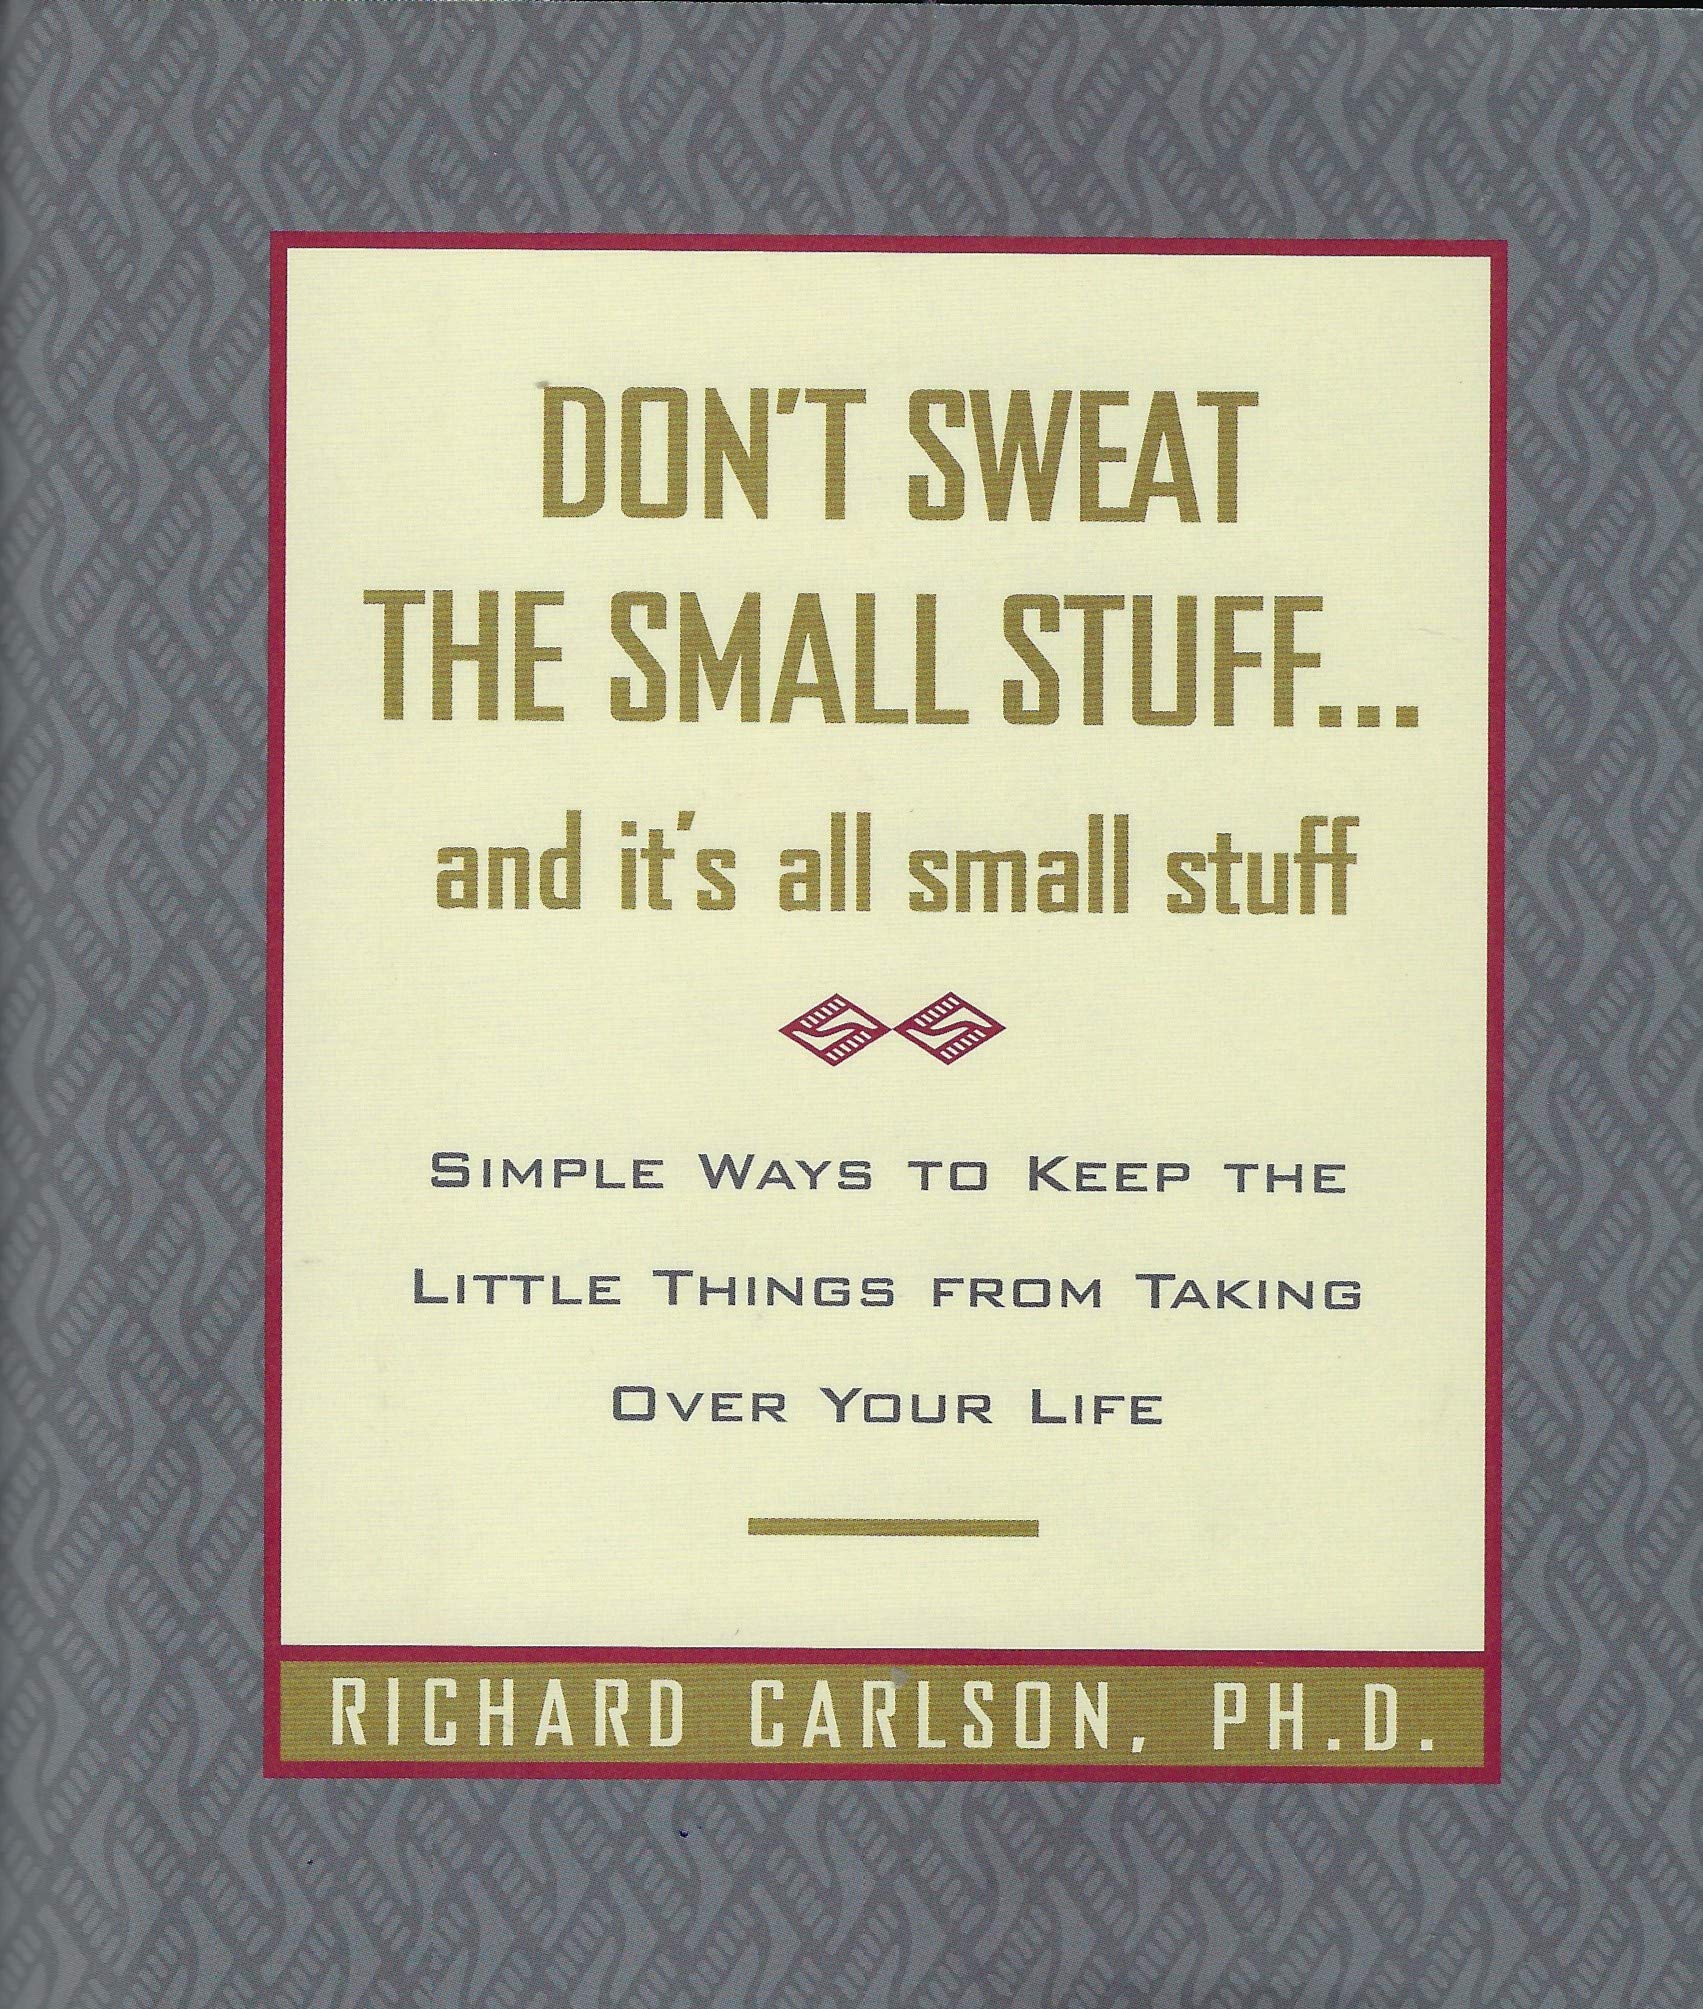 DON'T SWEAT
THE SMALL STUFF...
and it's all small stuff
SIMPLE WAYS TO KEEP THE
LITTLE THINGS FROM TAKING
OVER YOUR LIFE
RICHARD CARLSON, PH.D.